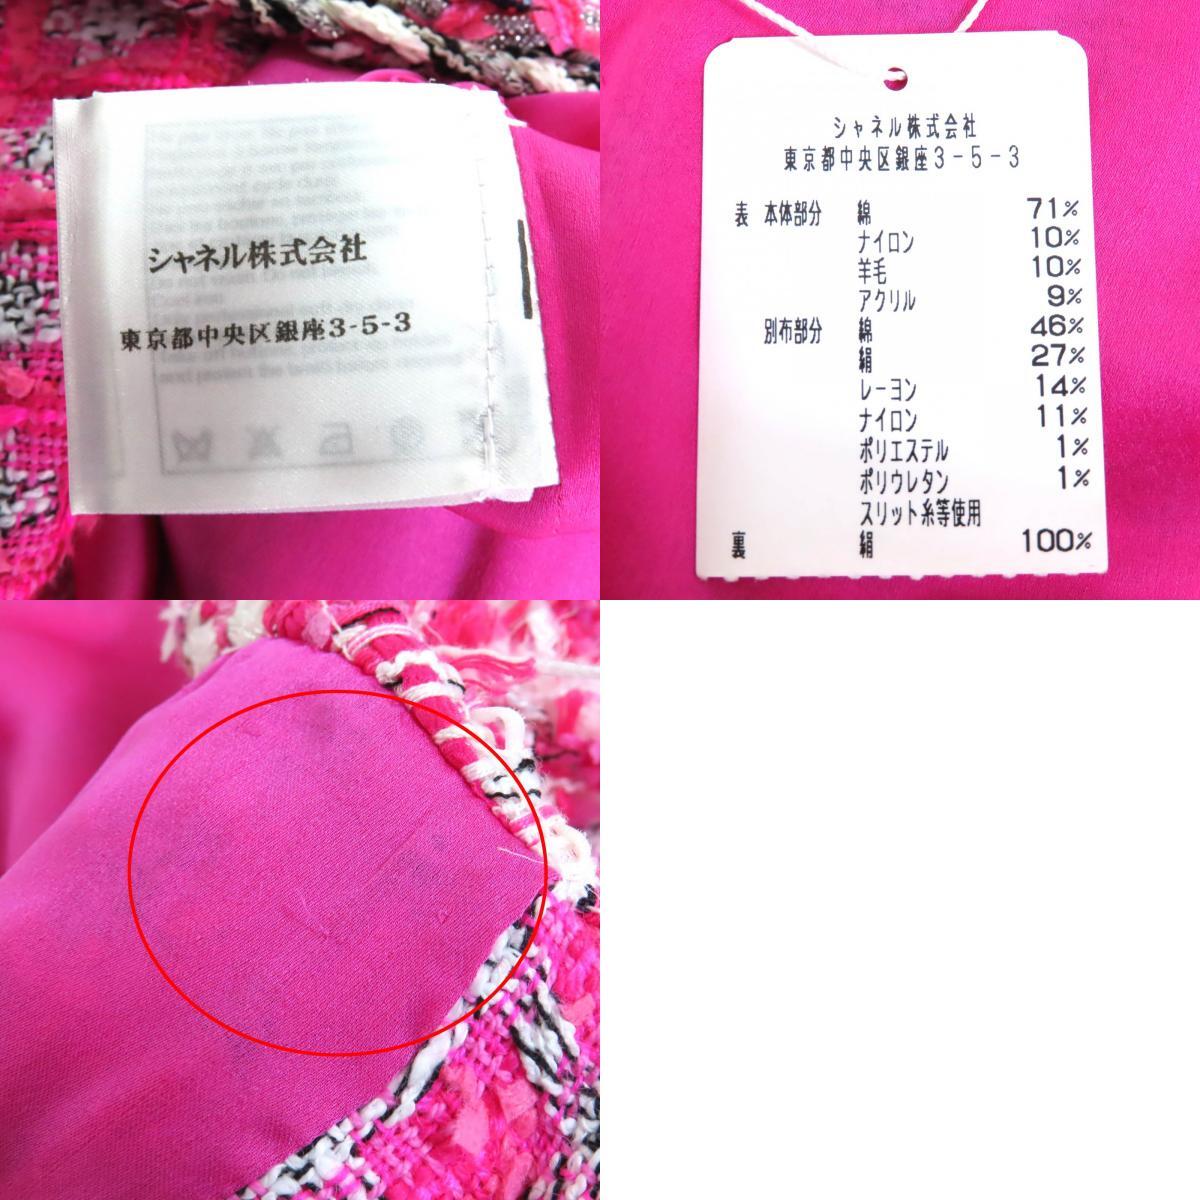 シャネル株式会社
東京都中央区銀座3-5-3
シャネル株式会社
東京都中央区銀座3-5-3
表 本体部分 綿 71%
ナイロン 10%
羊毛 10%
アクリル 9%
別布部分 綿 46%
絹 27%
レーヨン 14%
ナイロン 11%
ポリエステル 1%
ポリウレタン 1%
スリット糸等使用
裏 絹 100%